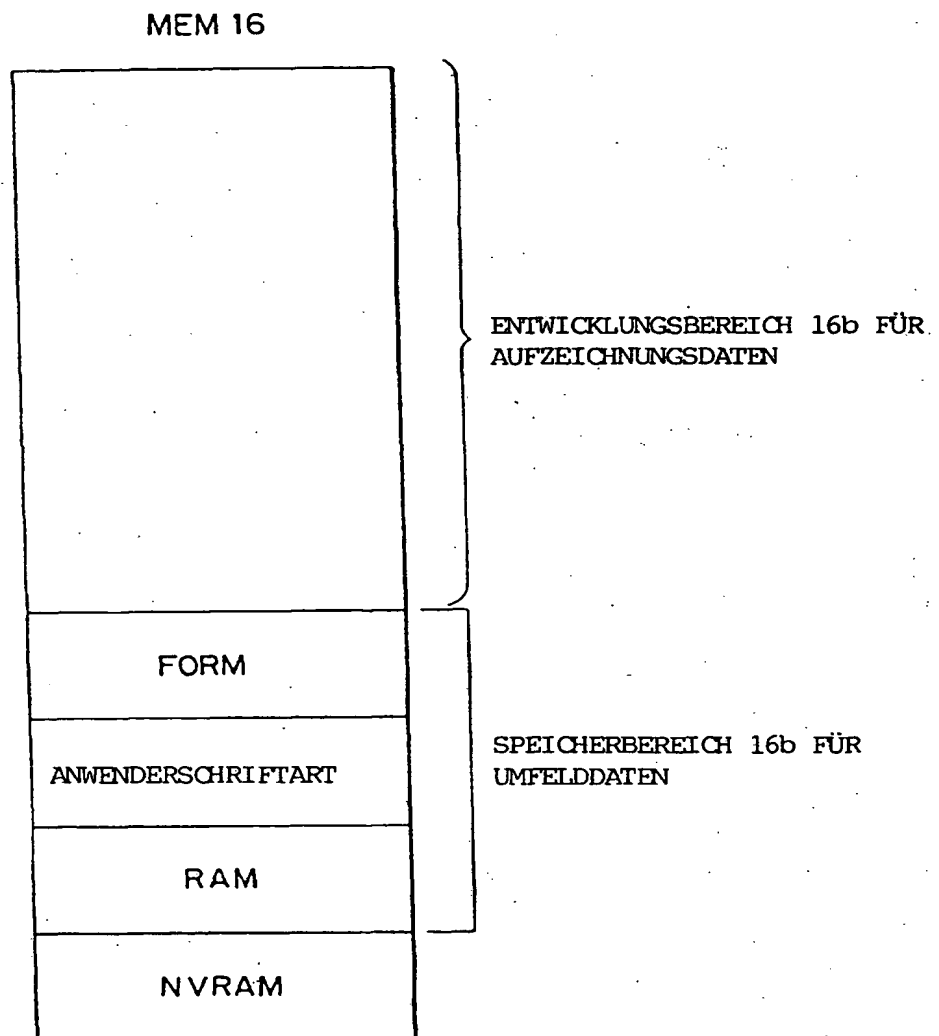 MEM 16
ENTWICKLUNGSBEREICH 16b FÜR
AUFZEICHNUNGSDATEN
FORM
ANWENDERSCHRIFTART
RAM
SPEICHERBEREICH 16b FÜR
UMFELDDATEN
NVRAM